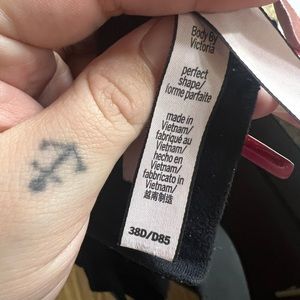 Body By
Victoria
perfect
shape/
forme parfaite
made in
Vietnam/
fabriqué au
Vietnam/
hecho en
Vietnam/
fabbricato in
Vietnam/
越南制造
38D/D85